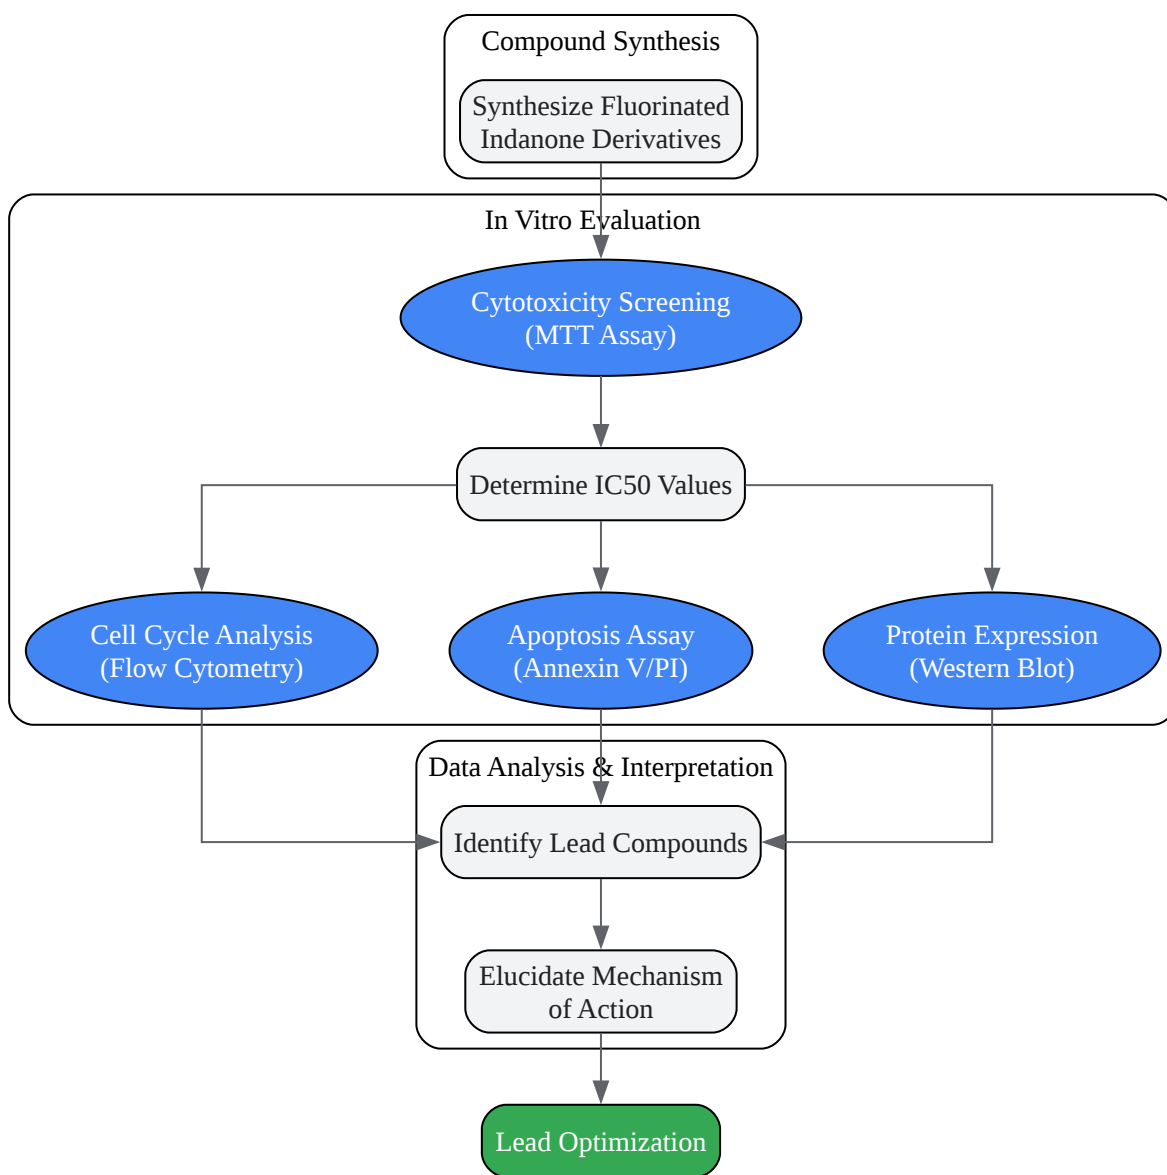 Compound Synthesis
Synthesize Fluorinated
Indanone Derivatives
In Vitro Evaluation
Cytotoxicity Screening
(MTT Assay)
Determine IC50 Values
Cell Cycle Analysis
(Flow Cytometry)
Apoptosis Assay
(Annexin V/PI)
Protein Expression
(Western Blot)
Data Analysis & Interpretation
Identify Lead Compounds
Elucidate Mechanism
of Action
Lead Optimization